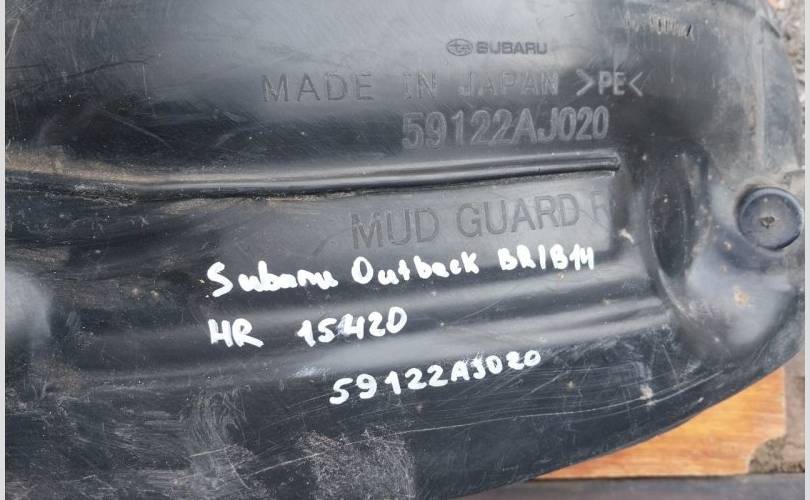 SUBARU
MADE IN JAPAN >PE<
59122AJ020
MUD GUARD R
Subaru Outback BR/B14
HR 15420
59122AJ020